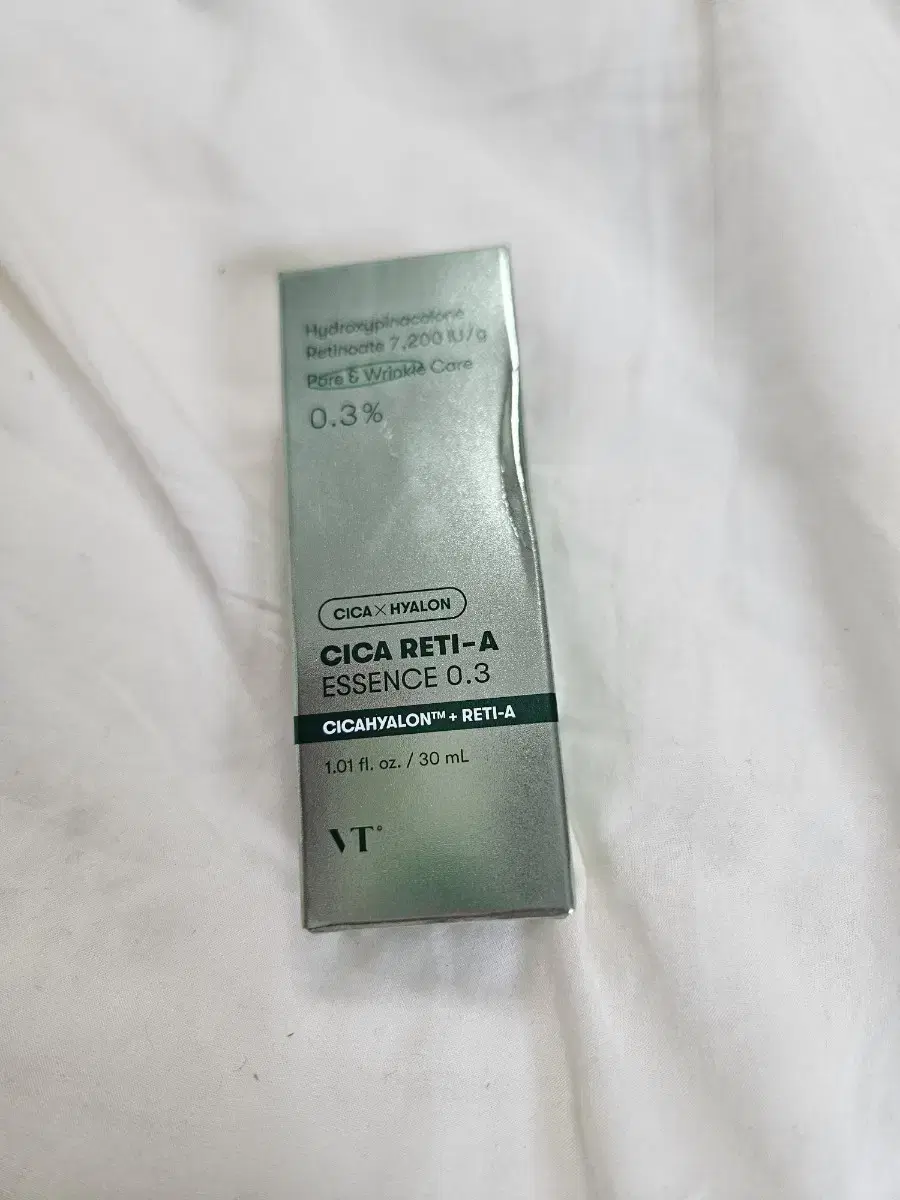 Hydroxypinacolone
Retinoate 7,200 IU/g
Pore & Wrinkle Care
0.3%
CICA×HYALON
CICA RETI-A
ESSENCE 0.3
CICAHYALON™ + RETI-A
1.01 fl. oz. / 30 mL
VT°